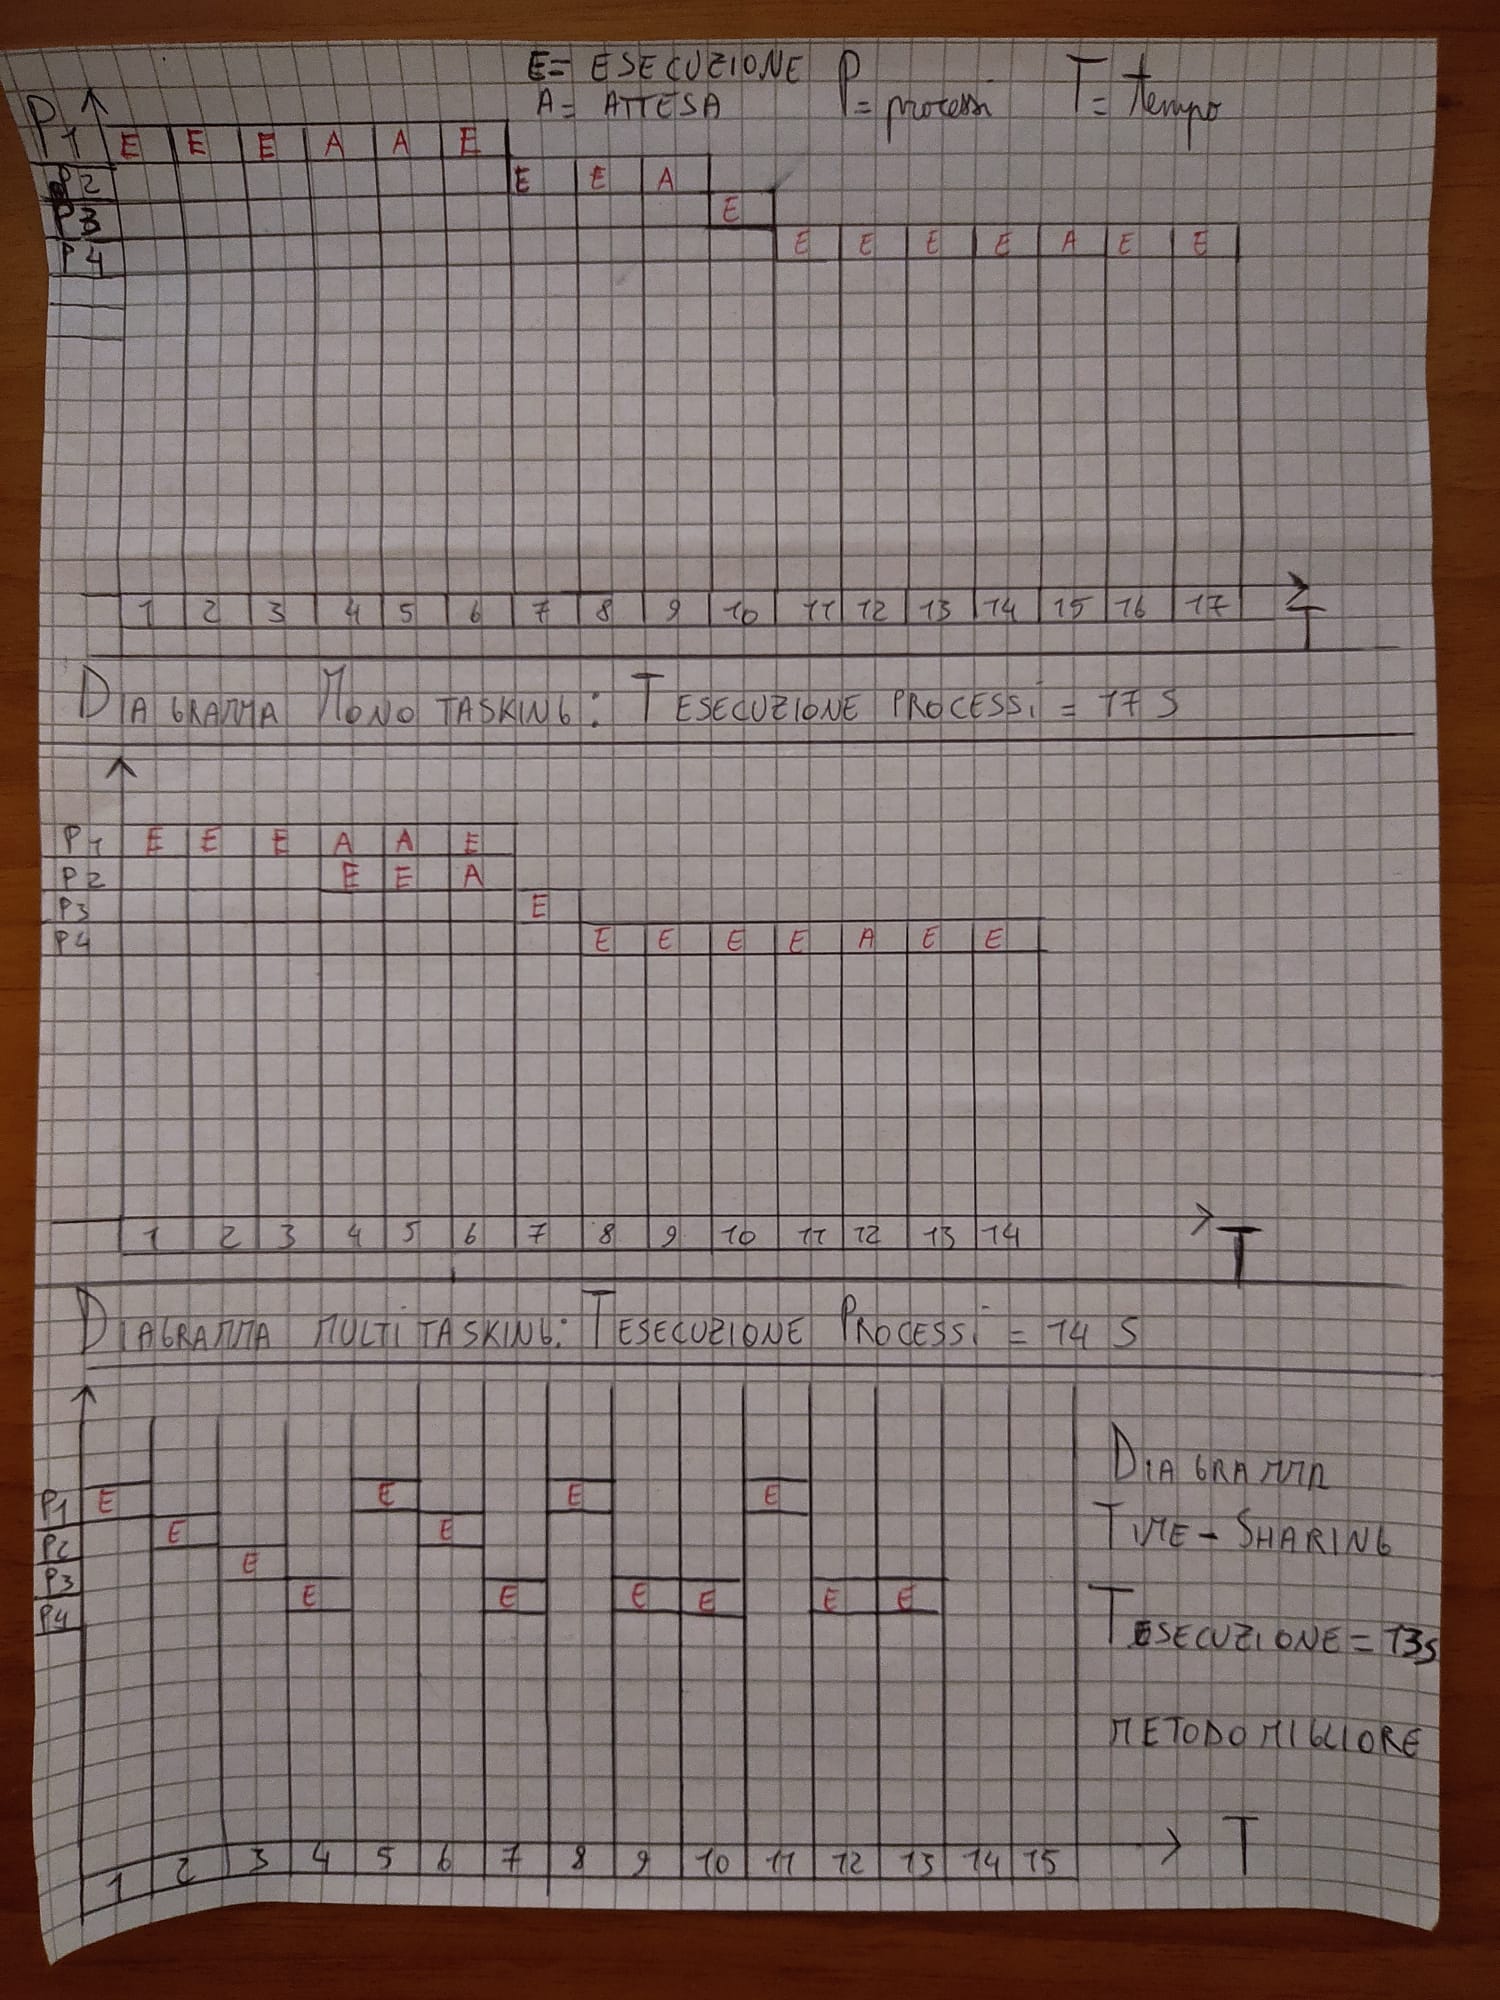 E= ESECUZIONE P = processi T= tempo
A= ATTESA
P1 E E E A A E
P2 E E A
P3 E
P4 E E E E A E E
1 2 3 4 5 6 7 8 9 10 11 12 13 14 15 16 17 T
DIAGRAMMA MONO TASKING: T ESECUZIONE PROCESSi = 17 S
P1 E E E A A E
P2 E E A
P3 E
P4 E E E E A E E
1 2 3 4 5 6 7 8 9 10 11 12 13 14 T
DIAGRAMMA MULTITASKING: T ESECUZIONE PROCESSi = 14 S
DIAGRAMMA
P1 E E E E
TIME-SHARING
P2 E E
P3 E
P4 E E E E E E
T ESECUZIONE = 13s
METODO MIGLIORE
1 2 3 4 5 6 7 8 9 10 11 12 13 14 15 T